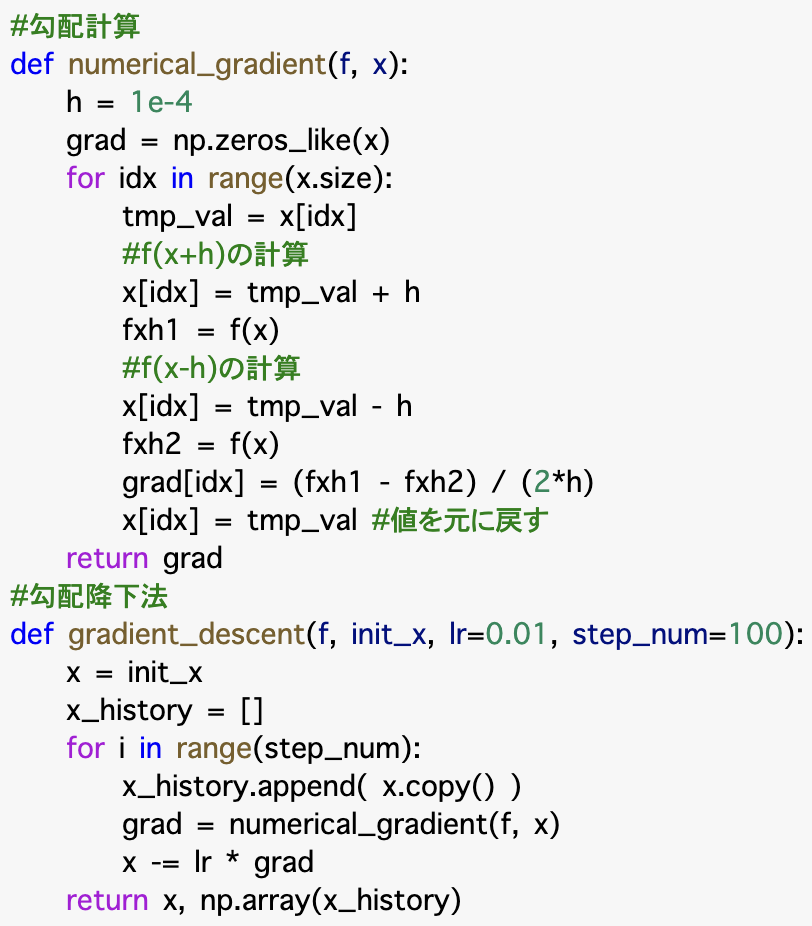 #勾配計算
def numerical_gradient(f, x):
    h = 1e-4
    grad = np.zeros_like(x)
    for idx in range(x.size):
        tmp_val = x[idx]
        #f(x+h)の計算
        x[idx] = tmp_val + h
        fxh1 = f(x)
        #f(x-h)の計算
        x[idx] = tmp_val - h
        fxh2 = f(x)
        grad[idx] = (fxh1 - fxh2) / (2*h)
        x[idx] = tmp_val #値を元に戻す
    return grad
#勾配降下法
def gradient_descent(f, init_x, lr=0.01, step_num=100):
    x = init_x
    x_history = []
    for i in range(step_num):
        x_history.append( x.copy() )
        grad = numerical_gradient(f, x)
        x -= lr * grad
    return x, np.array(x_history)